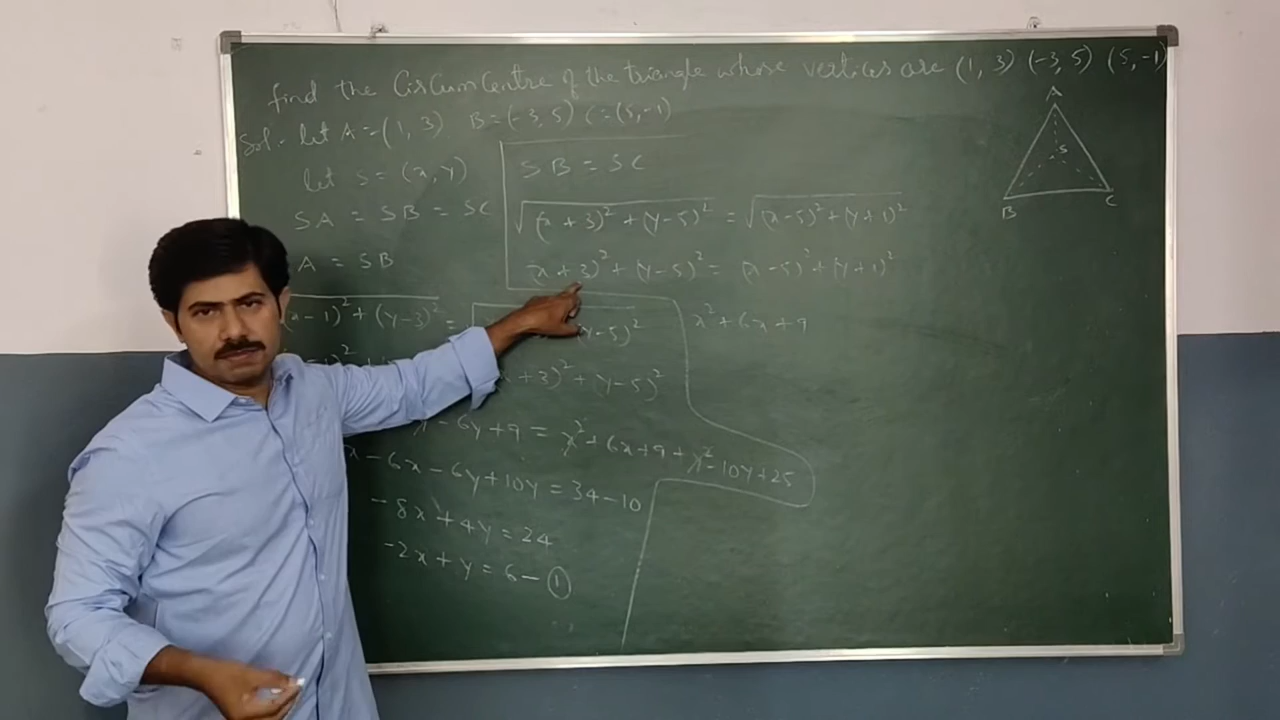 find the CircumCentre of the triangle whose vertices are (1, 3) (-3, 5) (5, -1)
Sol:- let A = (1, 3) B = (-3, 5) C = (5, -1)
let S = (x, y)
SA = SB = SC
A = SB
(x-1)² + (y-3)² =
(y-5)²
x + 3)² + (y-5)²
x - 6y + 9 = x² + 6x + 9 + y² - 10y + 25
x - 6x - 6y + 10y = 34 - 10
-8x + 4y = 24
-2x + y = 6 - ①
SB = SC
√(x+3)² + (y-5)² = √(x-5)² + (y+1)²
(x+3)² + (y-5)² = (x-5)² + (y+1)²
x² + 6x + 9
A
S
B
C